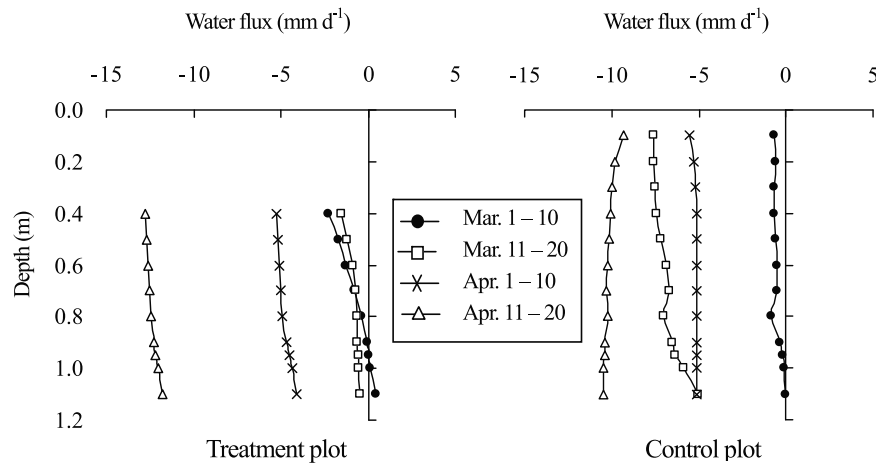 Water flux (mm d⁻¹)
Water flux (mm d⁻¹)
-15 -10 -5 0 5
-15 -10 -5 0 5
0.0
0.2
0.4
0.6
0.8
1.0
1.2
Depth (m)
Mar. 1 – 10
Mar. 11 – 20
Apr. 1 – 10
Apr. 11 – 20
Treatment plot
Control plot